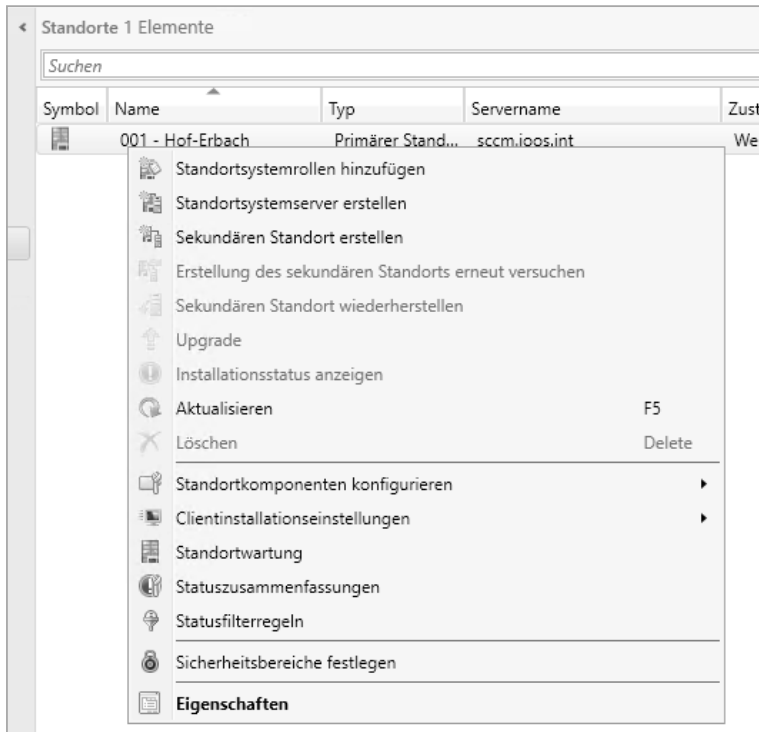 Standorte 1 Elemente
Suchen
Symbol Name Typ Servername Zust
001 - Hof-Erbach Primärer Stand... sccm.joos.int We
Standortsystemrollen hinzufügen
Standortsystemserver erstellen
Sekundären Standort erstellen
Erstellung des sekundären Standorts erneut versuchen
Sekundären Standort wiederherstellen
Upgrade
Installationsstatus anzeigen
Aktualisieren F5
Löschen Delete
Standortkomponenten konfigurieren
Clientinstallationseinstellungen
Standortwartung
Statuszusammenfassungen
Statusfilterregeln
Sicherheitsbereiche festlegen
Eigenschaften